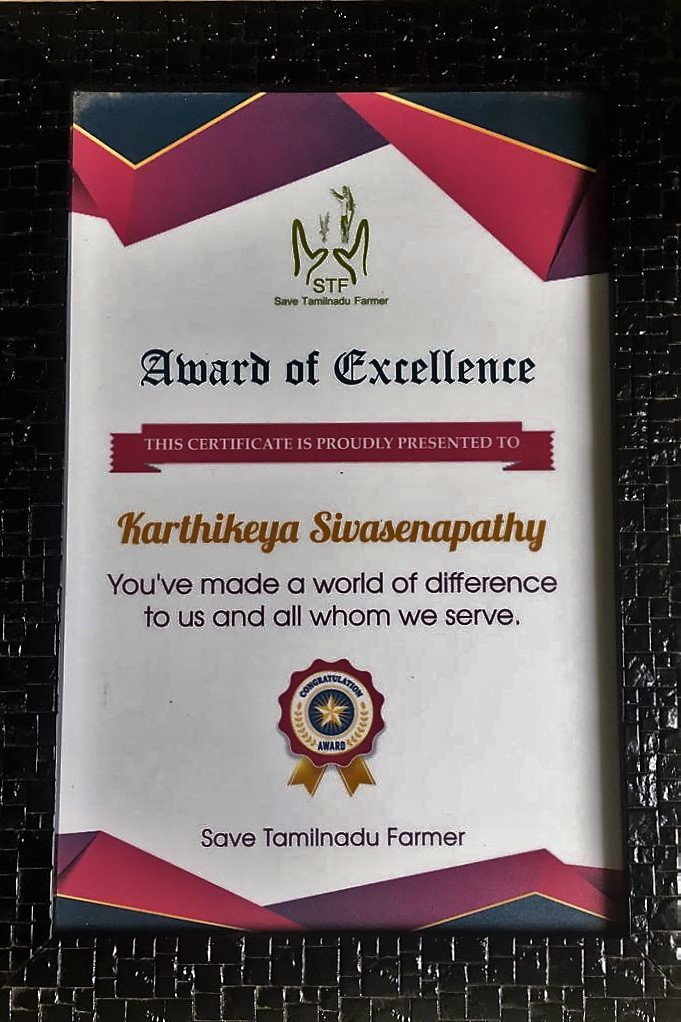 STF
Save Tamilnadu Farmer
Award of Excellence
THIS CERTIFICATE IS PROUDLY PRESENTED TO
Karthikeya Sivasenapathy
You've made a world of difference
to us and all whom we serve.
CONGRATULATION
AWARD
Save Tamilnadu Farmer